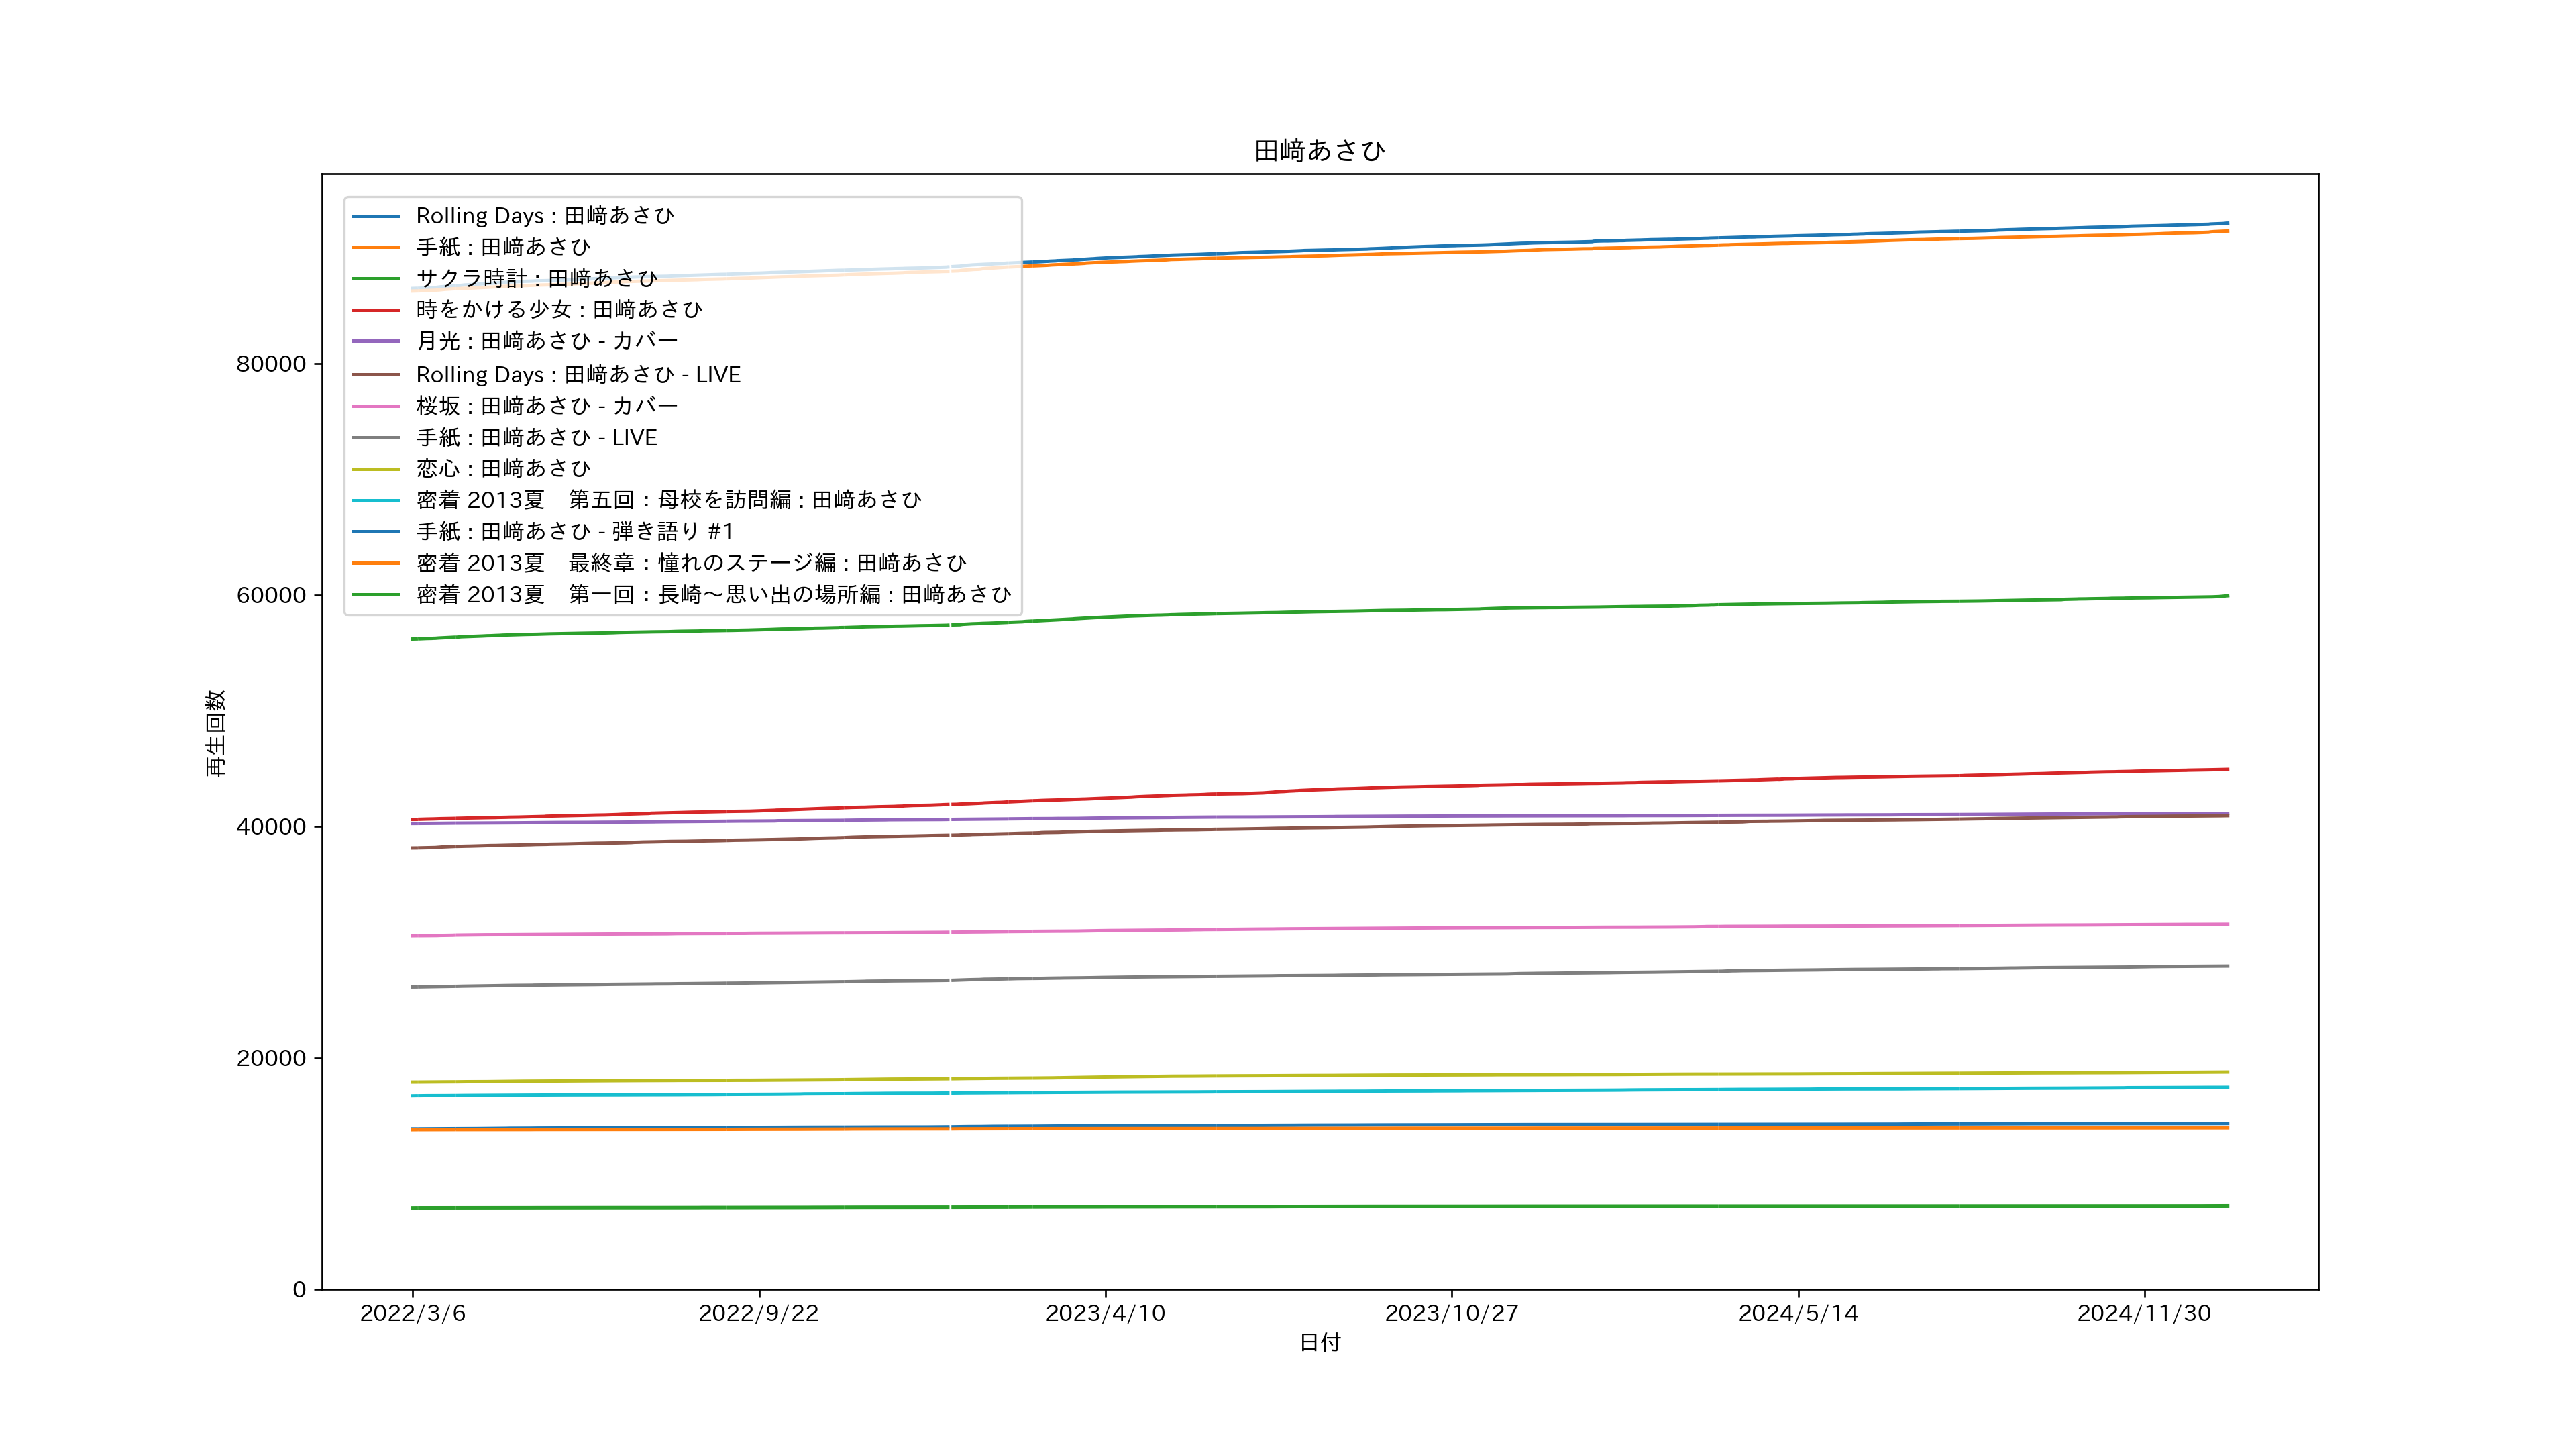 田﨑あさひ
Rolling Days : 田﨑あさひ
手紙 : 田﨑あさひ
サクラ時計 : 田﨑あさひ
時をかける少女 : 田﨑あさひ
月光 : 田﨑あさひ - カバー
Rolling Days : 田﨑あさひ - LIVE
桜坂 : 田﨑あさひ - カバー
手紙 : 田﨑あさひ - LIVE
恋心 : 田﨑あさひ
密着 2013夏　第五回：母校を訪問編 : 田﨑あさひ
手紙 : 田﨑あさひ - 弾き語り #1
密着 2013夏　最終章：憧れのステージ編 : 田﨑あさひ
密着 2013夏　第一回：長崎～思い出の場所編 : 田﨑あさひ
80000
60000
40000
20000
0
再生回数
2022/3/6
2022/9/22
2023/4/10
2023/10/27
2024/5/14
2024/11/30
日付